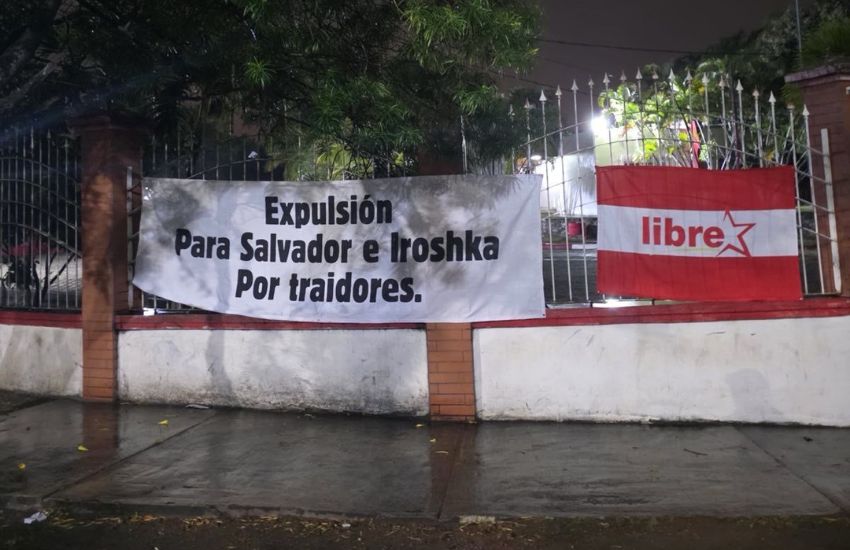 Expulsión
Para Salvador e Iroshka
Por traidores.
libre